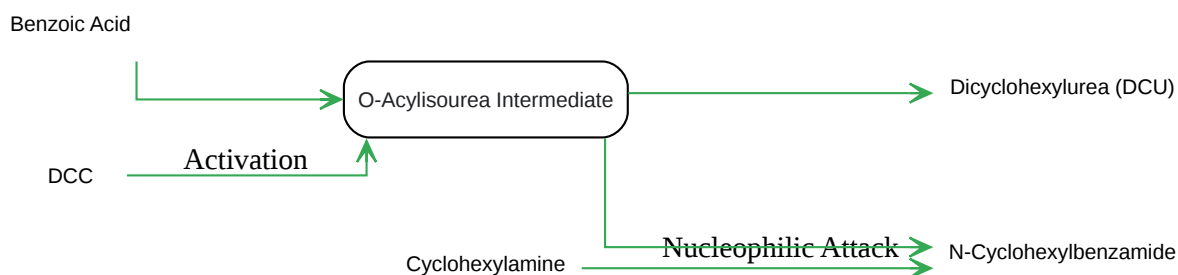 Benzoic Acid
O-Acylisourea Intermediate
Dicyclohexylurea (DCU)
Activation
DCC
Nucleophilic Attack
N-Cyclohexylbenzamide
Cyclohexylamine